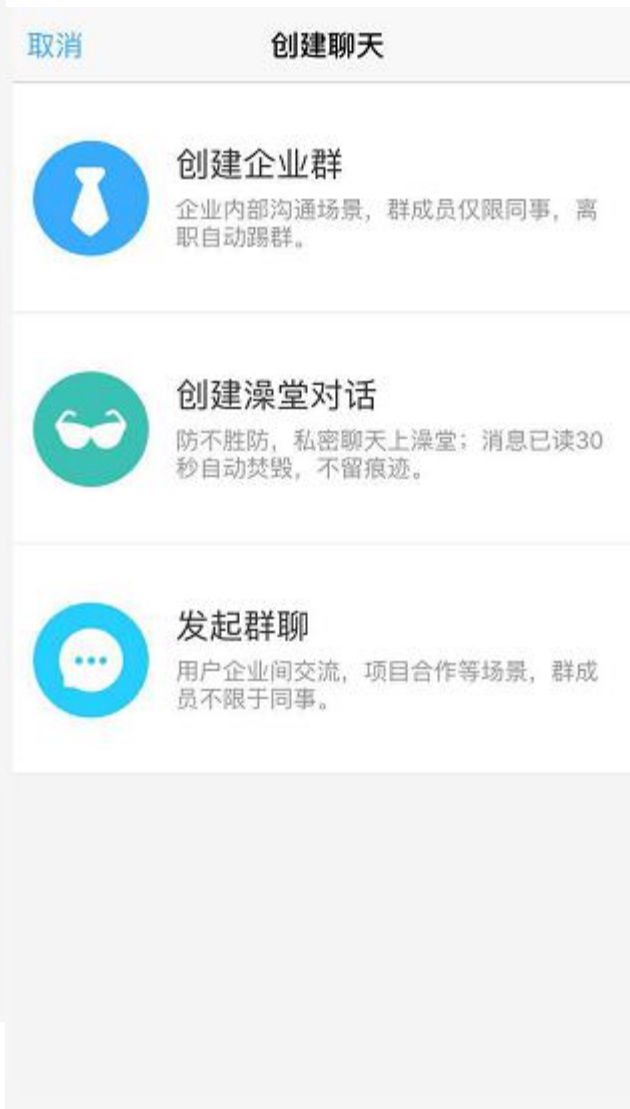 取消
创建聊天
创建企业群
企业内部沟通场景，群成员仅限同事，离
职自动踢群。
创建澡堂对话
防不胜防，私密聊天上澡堂；消息已读30
秒自动焚毁，不留痕迹。
发起群聊
用户企业间交流，项目合作等场景，群成
员不限于同事。